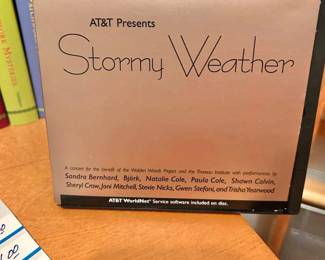 AT&T Presents
Stormy Weather
A concert for the benefit of the Walden Woods Project and the Thoreau Institute with performances by
Sandra Bernhard, Björk, Natalie Cole, Paula Cole, Shawn Colvin,
Sheryl Crow, Joni Mitchell, Stevie Nicks, Gwen Stefani, and Trisha Yearwood
AT&T WorldNet® Service software included on disc.